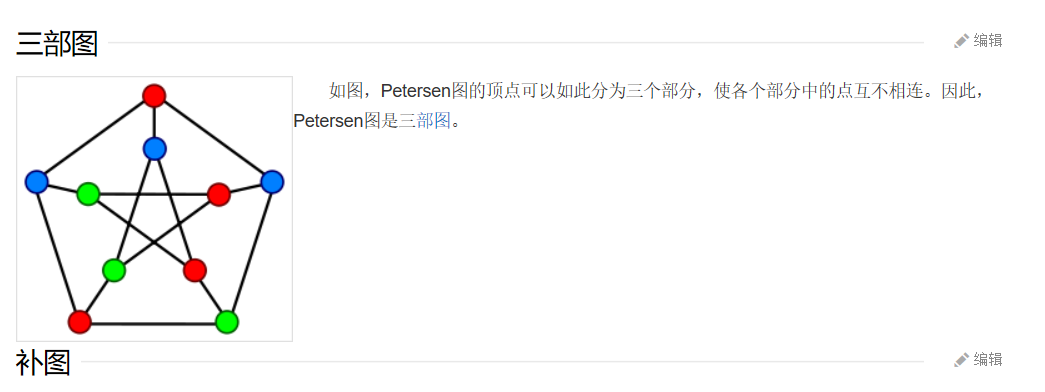 三部图
编辑
如图，Petersen图的顶点可以如此分为三个部分，使各个部分中的点互不相连。因此，
Petersen图是三部图。
补图
编辑